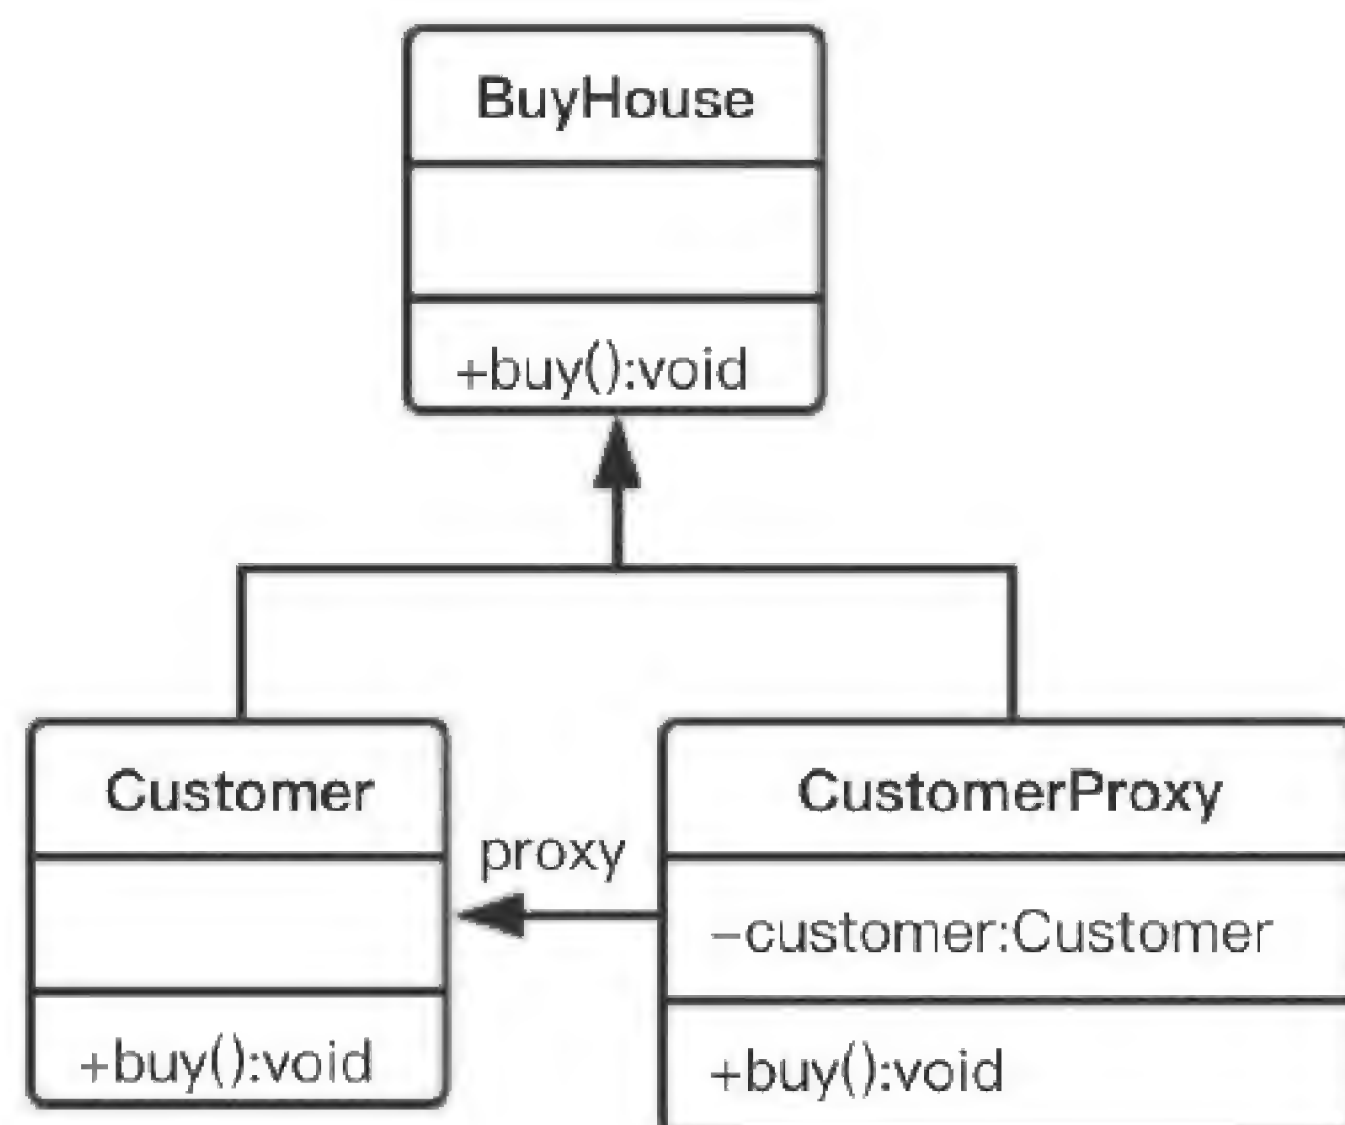 BuyHouse
+buy():void
Customer
+buy():void
proxy
CustomerProxy
–customer:Customer
+buy():void